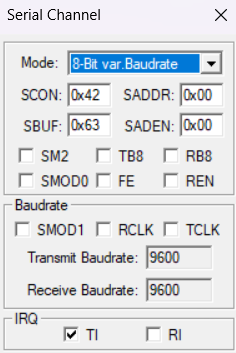 Serial Channel
Mode: 8-Bit var.Baudrate
SCON: 0x42 SADDR: 0x00
SBUF: 0x63 SADEN: 0x00
SM2 TB8 RB8
SMOD0 FE REN
Baudrate
SMOD1 RCLK TCLK
Transmit Baudrate: 9600
Receive Baudrate: 9600
IRQ
TI RI